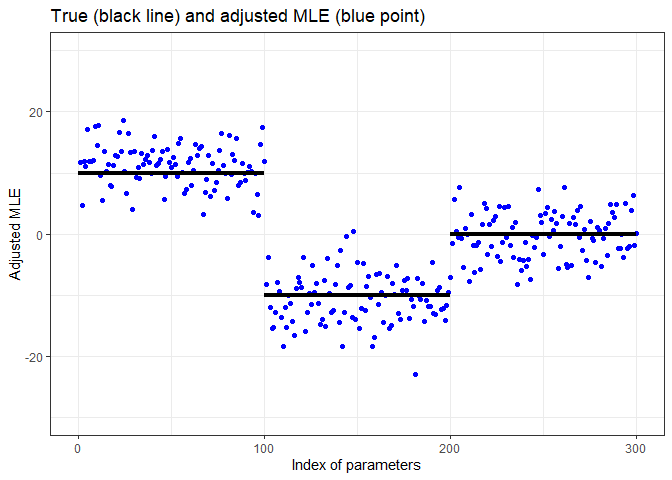 True (black line) and adjusted MLE (blue point)
20
0
-20
Adjusted MLE
0
100
200
300
Index of parameters